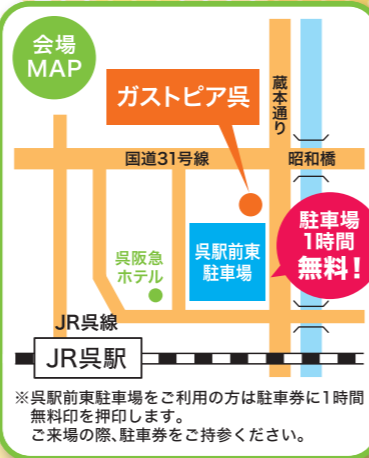 会場
MAP
ガストピア呉
蔵本通り
国道31号線
昭和橋
駐車場
1時間
無料!
呉駅前東
駐車場
呉阪急
ホテル
JR呉線
JR呉駅
※呉駅前東駐車場をご利用の方は駐車券に1時間
無料印を押印します。
ご来場の際、駐車券をご持参ください。